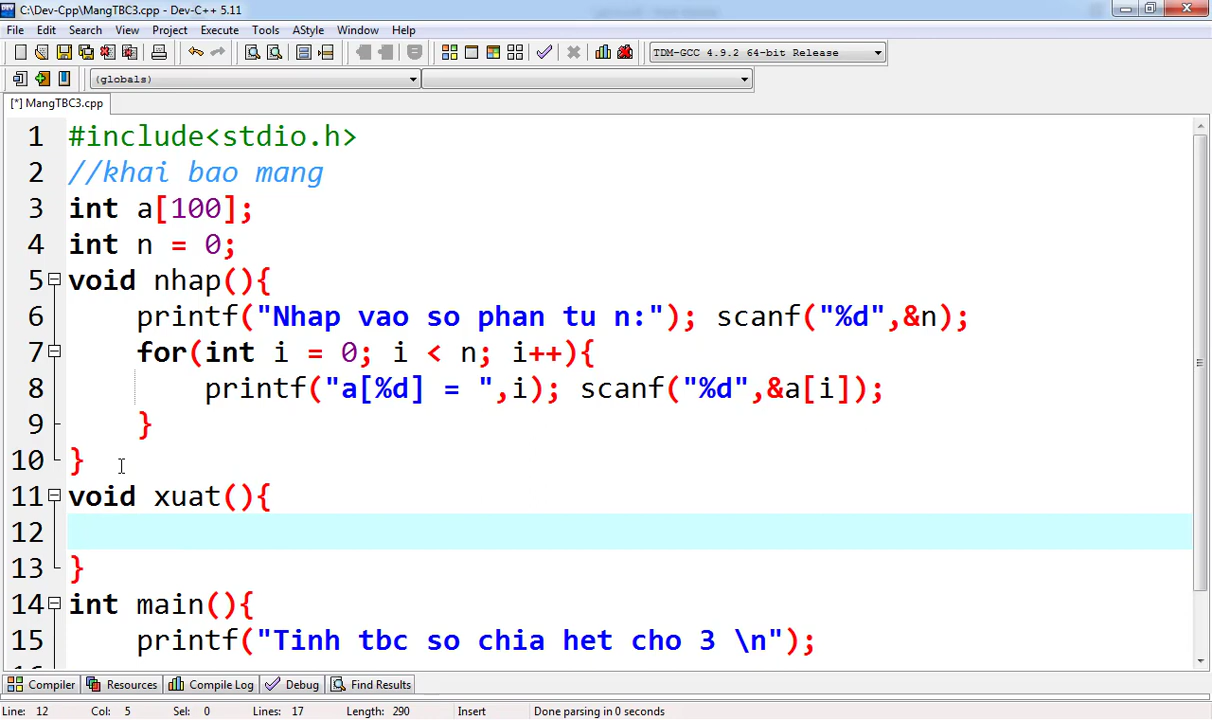 C:\Dev-Cpp\MangTBC3.cpp - Dev-C++ 5.11
File Edit Search View Project Execute Tools AStyle Window Help
TDM-GCC 4.9.2 64-bit Release
(globals)
[*] MangTBC3.cpp
1 #include<stdio.h>
2 //khai bao mang
3 int a[100];
4 int n = 0;
5 void nhap(){
6 printf("Nhap vao so phan tu n:"); scanf("%d",&n);
7 for(int i = 0; i < n; i++){
8 printf("a[%d] = ",i); scanf("%d",&a[i]);
9 }
10 }
11 void xuat(){
12
13 }
14 int main(){
15 printf("Tinh tbc so chia het cho 3 \n");
Compiler Resources Compile Log Debug Find Results
Line: 12 Col: 5 Sel: 0 Lines: 17 Length: 290 Insert Done parsing in 0 seconds